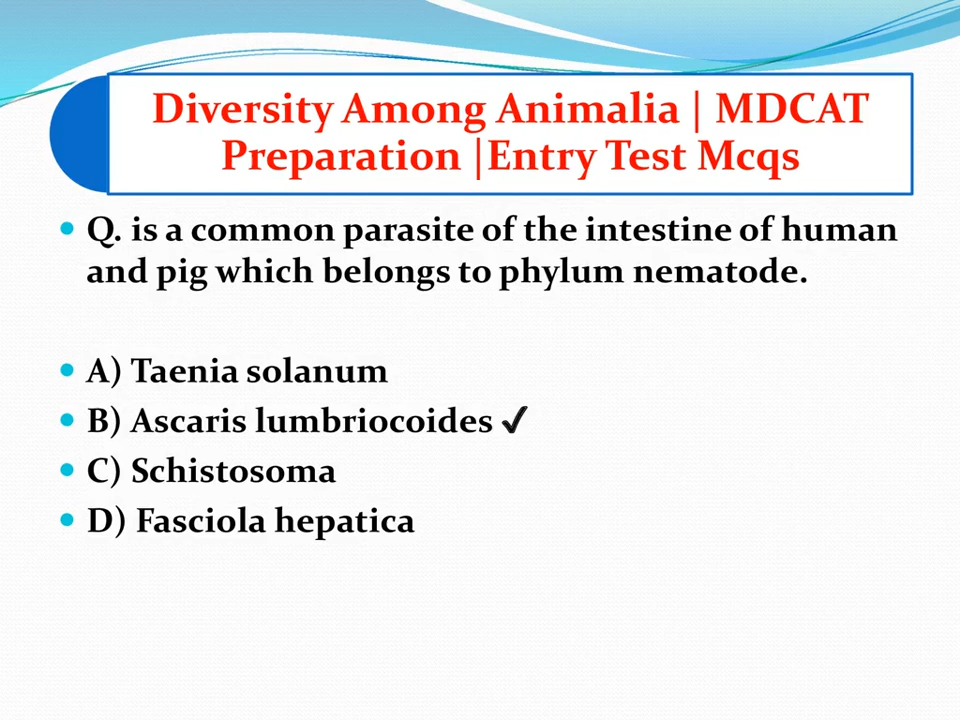 Diversity Among Animalia | MDCAT
Preparation |Entry Test Mcqs
• Q. is a common parasite of the intestine of human
and pig which belongs to phylum nematode.
• A) Taenia solanum
• B) Ascaris lumbriocoides ✓
• C) Schistosoma
• D) Fasciola hepatica